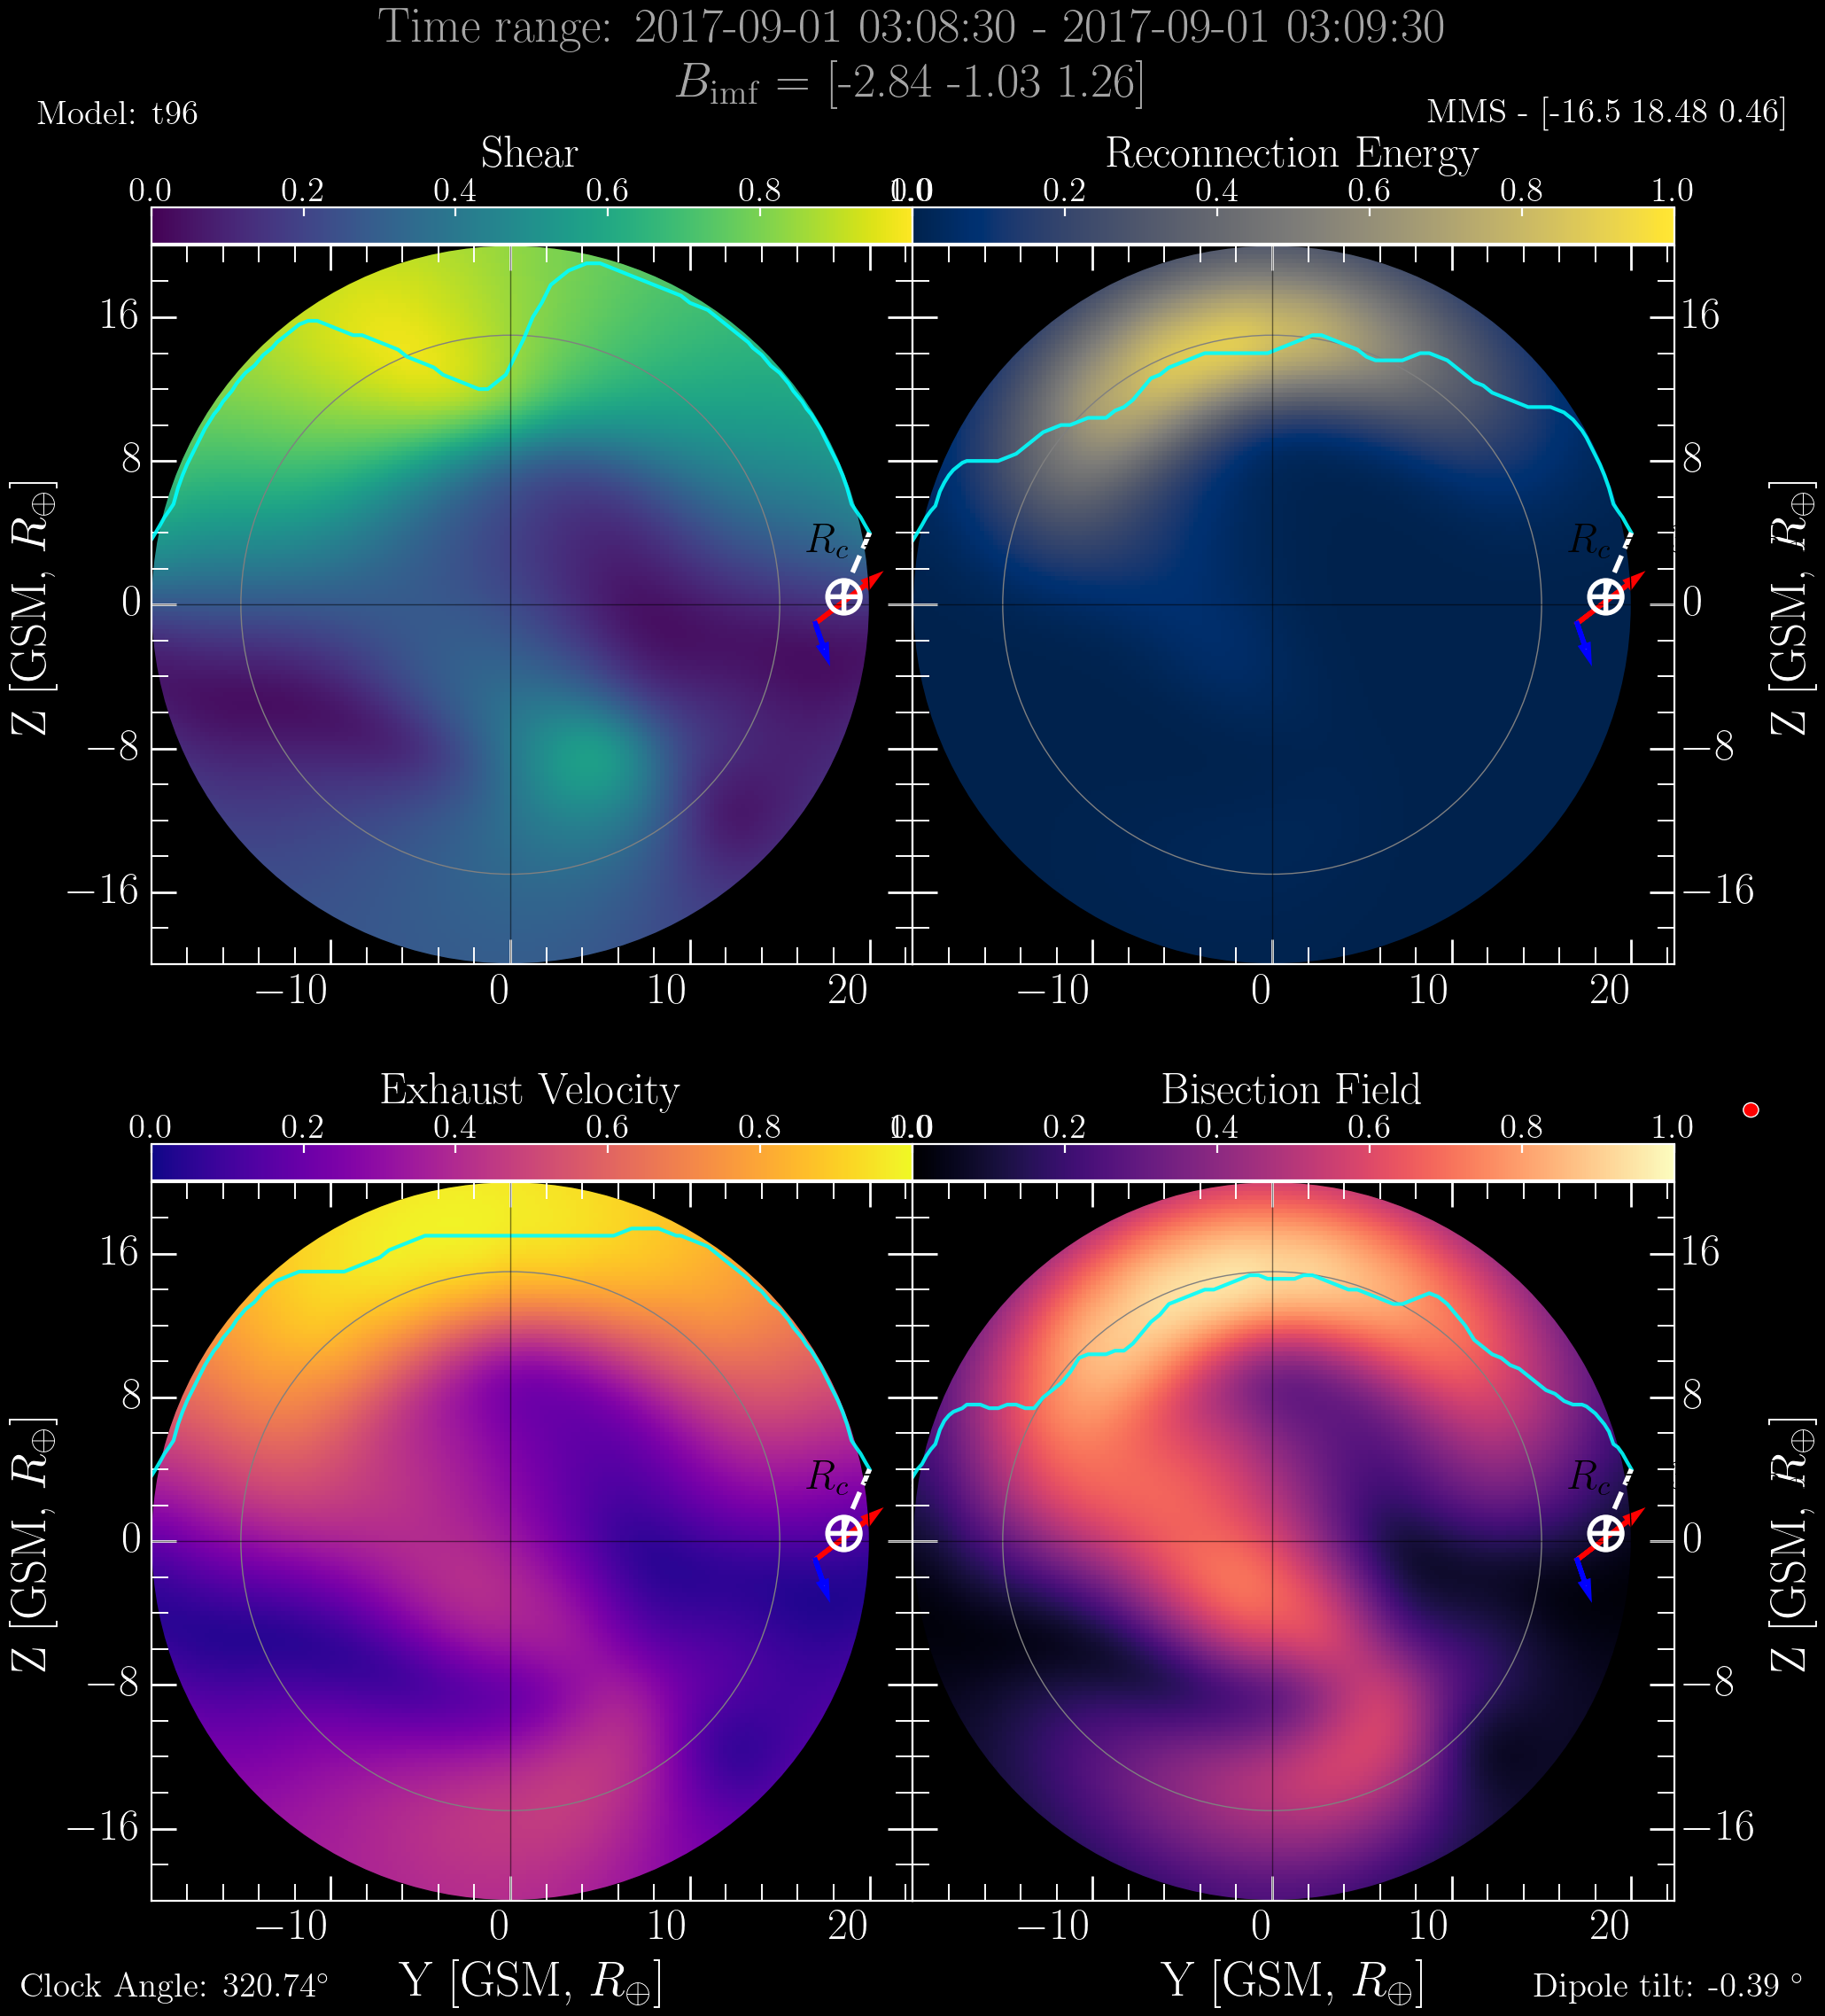 Time range: 2017-09-01 03:08:30 - 2017-09-01 03:09:30
B_imf = [-2.84 -1.03 1.26]
Model: t96
MMS - [-16.5 18.48 0.46]
Shear
Reconnection Energy
0.0 0.2 0.4 0.6 0.8 1.0
0.0 0.2 0.4 0.6 0.8 1.0
16
8
0
−8
−16
Z [GSM, R⊕]
R_c
−10 0 10 20
R_c
16
8
0
−8
−16
Z [GSM, R⊕]
−10 0 10 20
Exhaust Velocity
Bisection Field
0.0 0.2 0.4 0.6 0.8 1.0
0.0 0.2 0.4 0.6 0.8 1.0
16
8
0
−8
−16
Z [GSM, R⊕]
R_c
−10 0 10 20
Y [GSM, R⊕]
R_c
16
8
0
−8
−16
Z [GSM, R⊕]
−10 0 10 20
Y [GSM, R⊕]
Clock Angle: 320.74°
Dipole tilt: -0.39 °